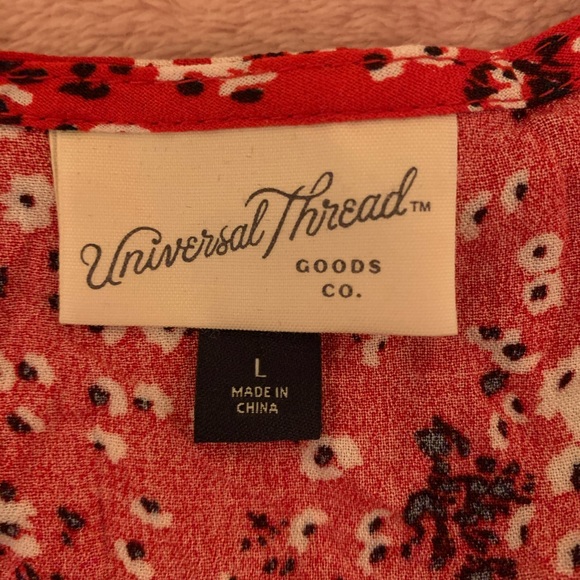 Universal Thread™
GOODS
CO.
L
MADE IN
CHINA